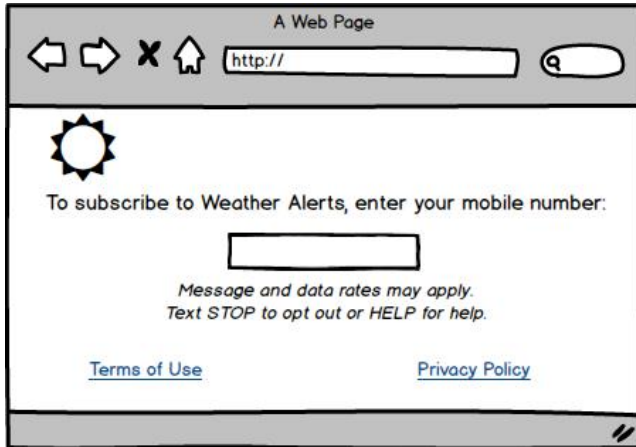 A Web Page
http://
To subscribe to Weather Alerts, enter your mobile number:
Message and data rates may apply.
Text STOP to opt out or HELP for help.
Terms of Use
Privacy Policy